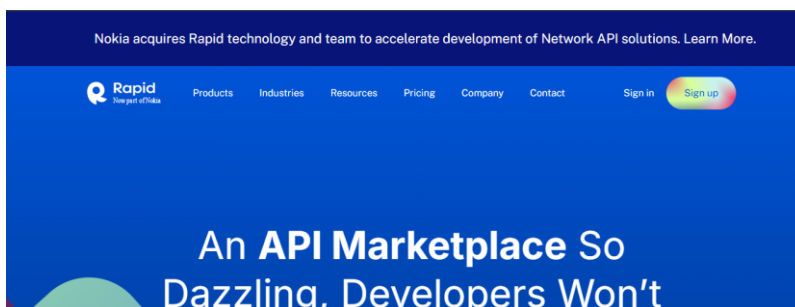 Nokia acquires Rapid technology and team to accelerate development of Network API solutions. Learn More.
Rapid
Now part of Nokia
Products Industries Resources Pricing Company Contact Sign in Sign up
An API Marketplace So
Dazzling, Developers Won't